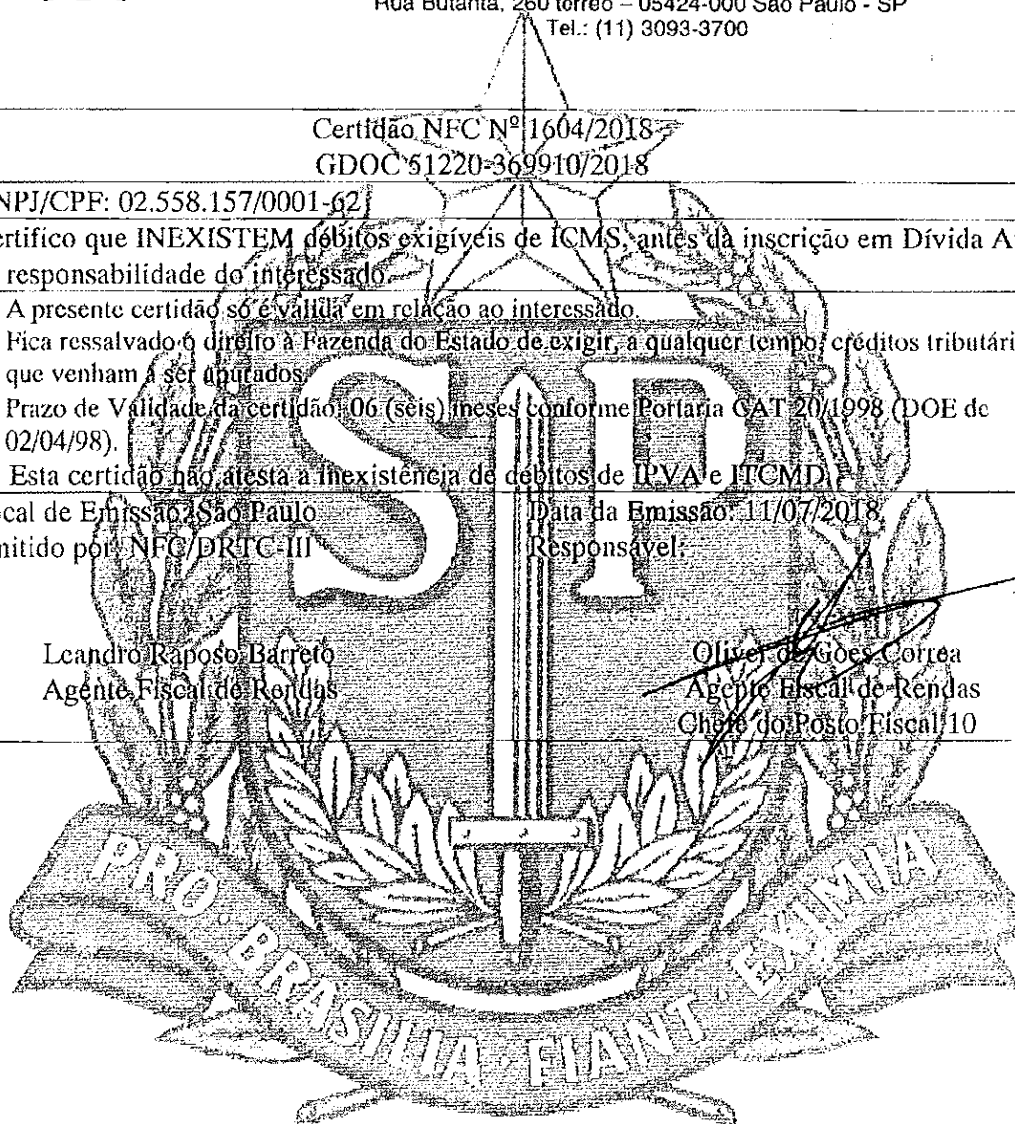 Rua Butantã, 260 térreo – 05424-000 São Paulo - SP
Tel.: (11) 3093-3700
Certidão NFC Nº 1604/2018
GDOC 51220-369910/2018
NPJ/CPF: 02.558.157/0001-62
ertifico que INEXISTEM débitos exigíveis de ICMS, antes da inscrição em Dívida A
responsabilidade do interessado.
A presente certidão só é válida em relação ao interessado.
Fica ressalvado o direito à Fazenda do Estado de exigir, a qualquer tempo, créditos tributári
que venham a ser apurados.
Prazo de Validade da certidão: 06 (seis) meses conforme Portaria CAT 20/1998 (DOE de
02/04/98).
Esta certidão não atesta a inexistência de débitos de IPVA e ITCMD.
cal de Emissão: São Paulo Data da Emissão: 11/07/2018
mitido por: NFC/DRTC-III Responsável:
Leandro Raposo Barreto Oliver de Góes Correa
Agente Fiscal de Rendas Agente Fiscal de Rendas
Chefe do Posto Fiscal 10
SP
PRO · BRASILIA · FIANT · EXIMIA